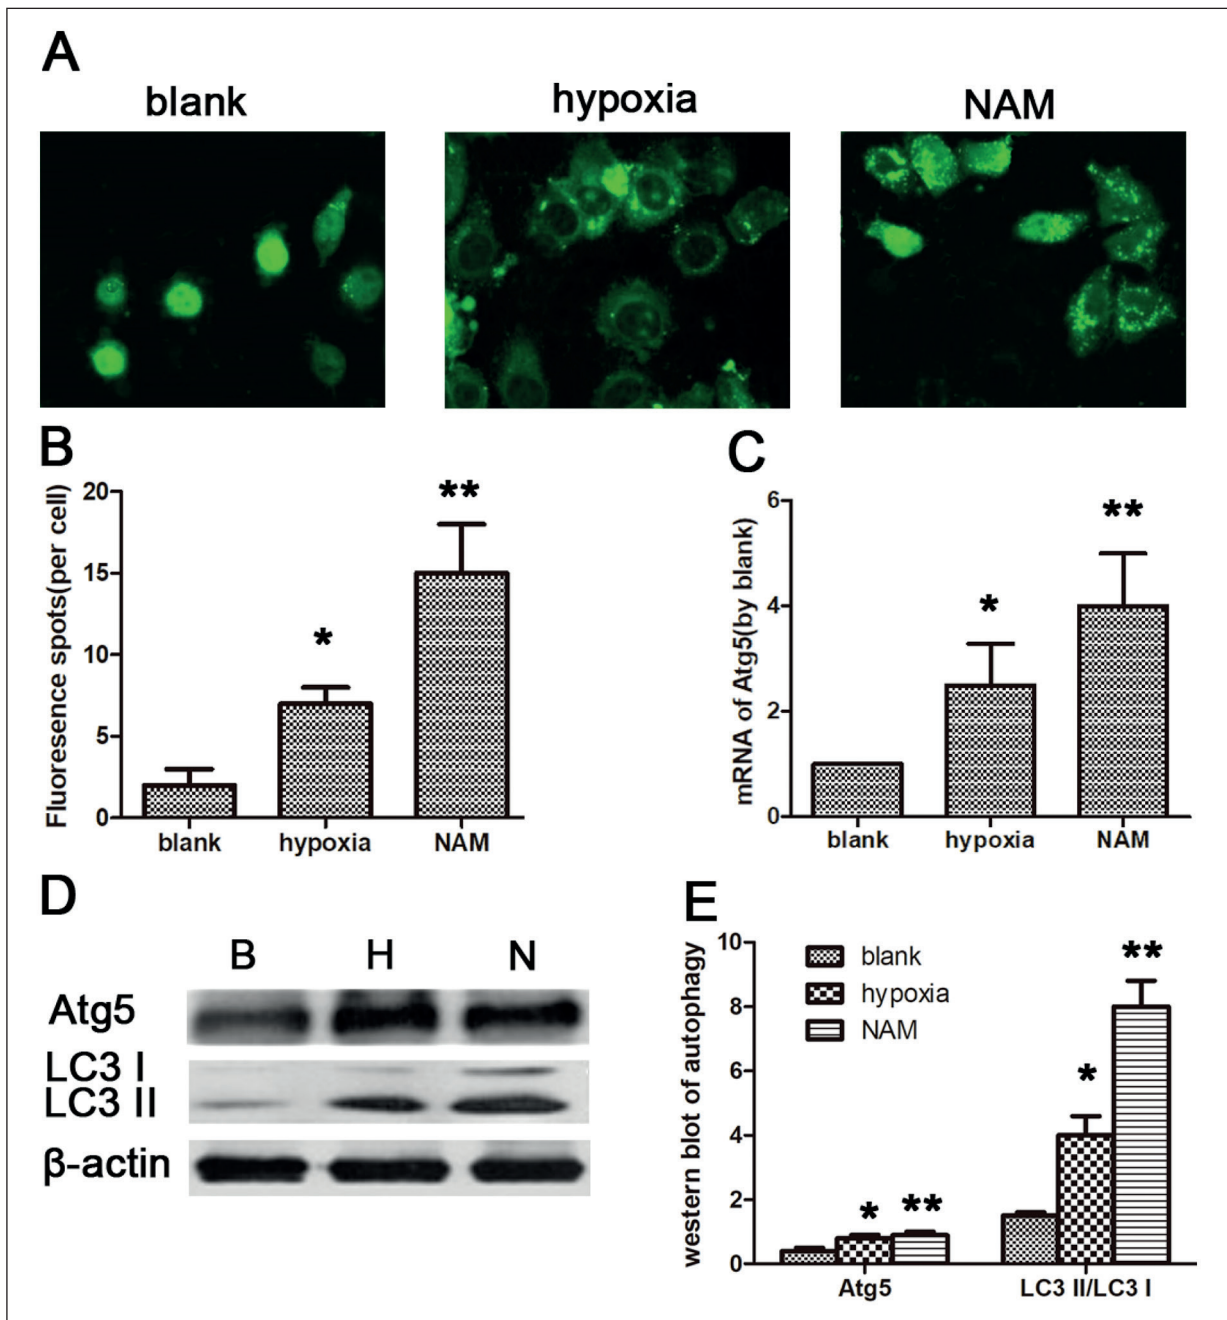 A
blank
hypoxia
NAM
B
Fluoresence spots(per cell)
20
15
10
5
0
*
**
blank
hypoxia
NAM
C
mRNA of Atg5(by blank)
6
4
2
0
*
**
blank
hypoxia
NAM
D
B H N
Atg5
LC3 I
LC3 II
β-actin
E
western blot of autophagy
10
8
6
4
2
0
blank
hypoxia
NAM
*
**
*
**
Atg5
LC3 II/LC3 I